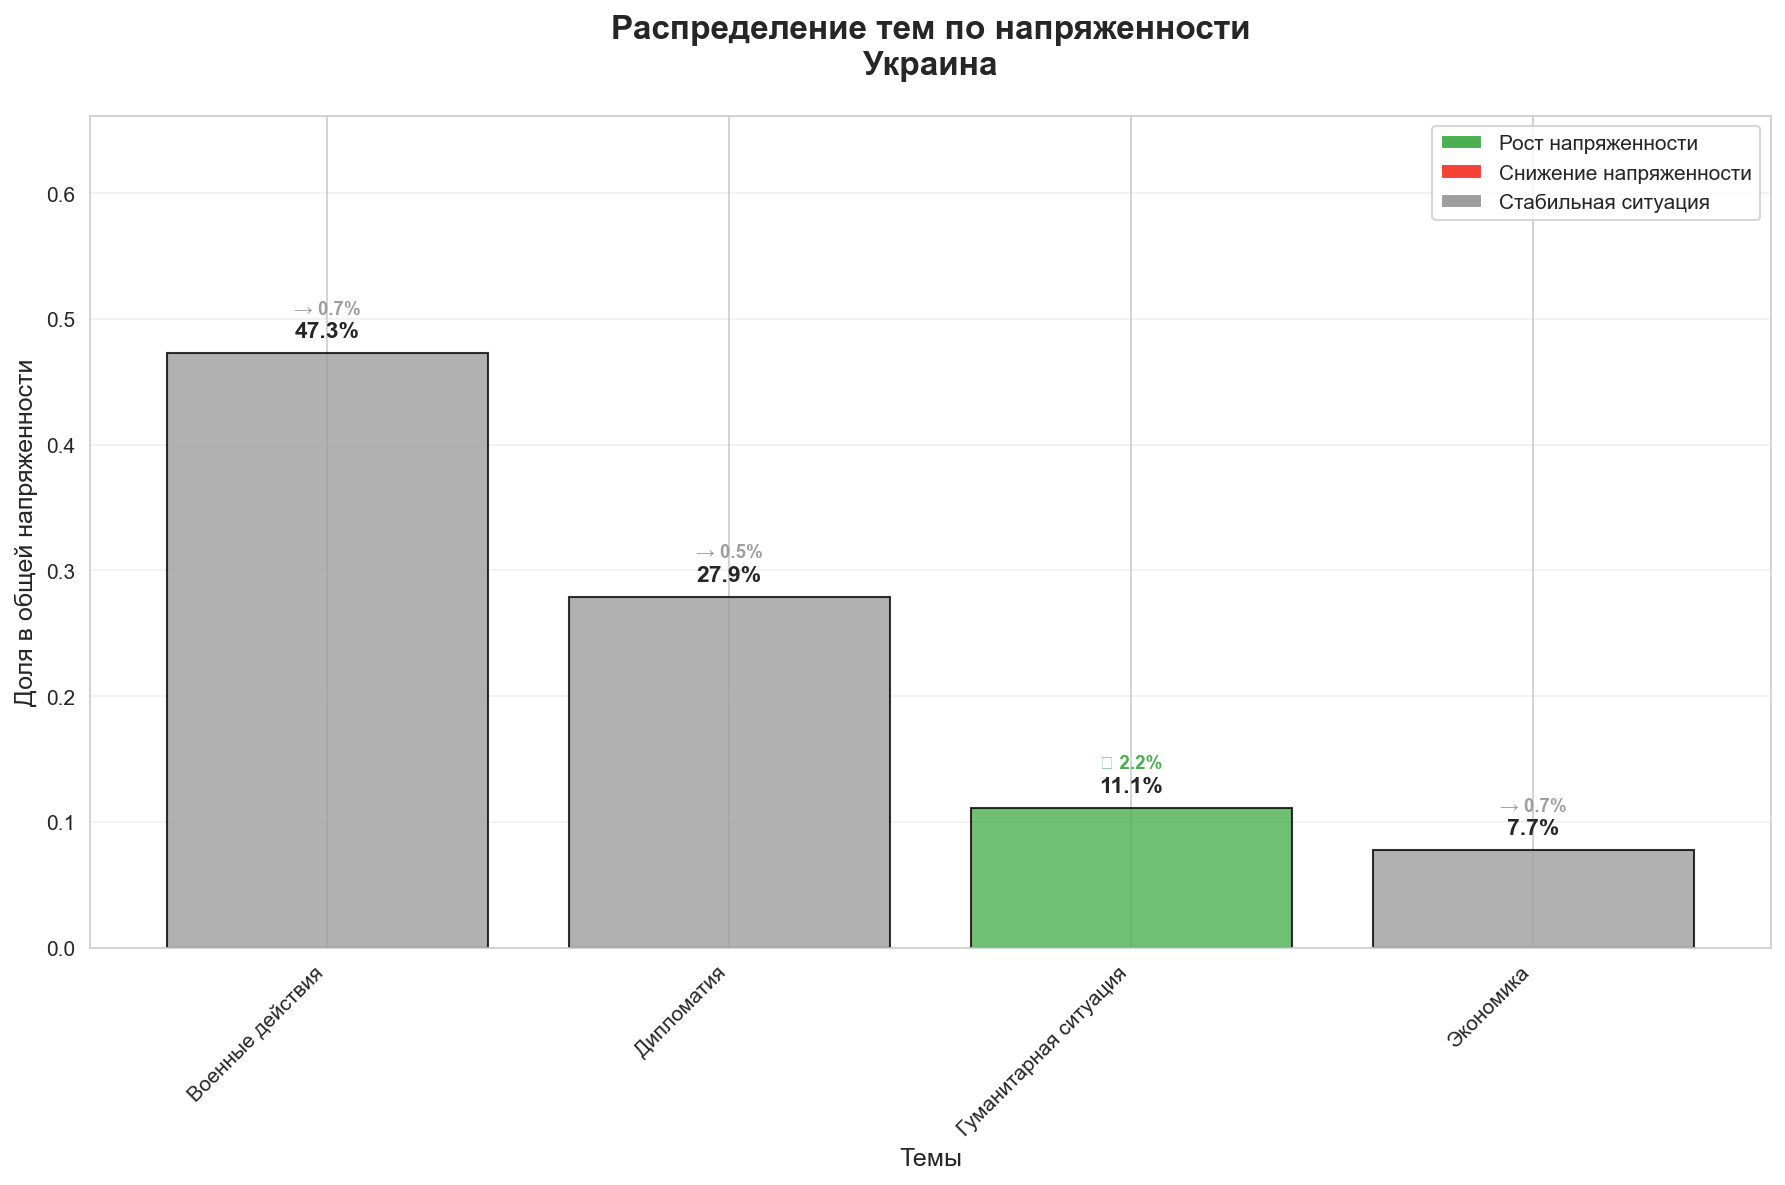 Распределение тем по напряженности
Украина
Рост напряженности
Снижение напряженности
Стабильная ситуация
Доля в общей напряженности
0.6
0.5
0.4
0.3
0.2
0.1
0.0
→ 0.7%
47.3%
→ 0.5%
27.9%
□ 2.2%
11.1%
→ 0.7%
7.7%
Военные действия
Дипломатия
Гуманитарная ситуация
Экономика
Темы